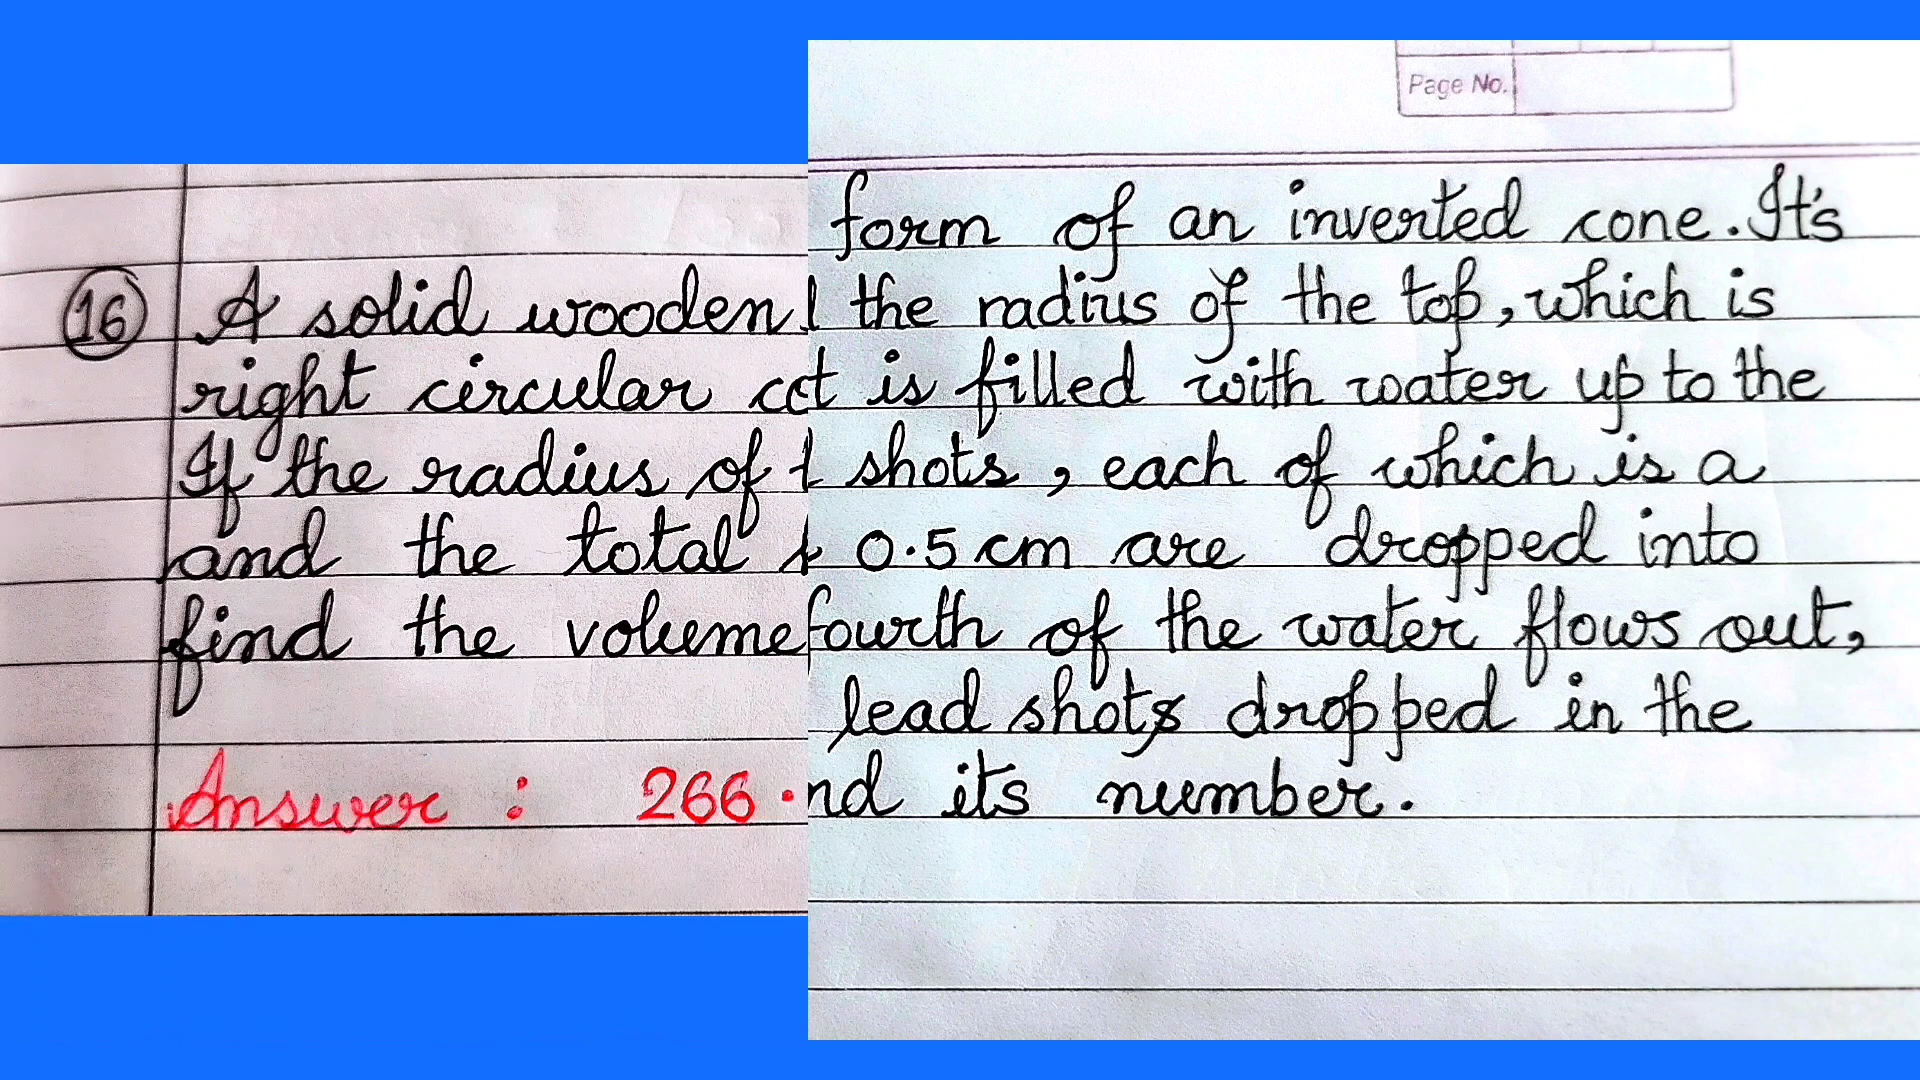 Page No.
form of an inverted cone. It's
the radius of the top, which is
is filled with water up to the
shots, each of which is a
0.5 cm are dropped into
fourth of the water flows out,
lead shots dropped in the
its number.
16 A solid wooden
right circular
If the radius of
and the total
find the volume
Answer : 266.